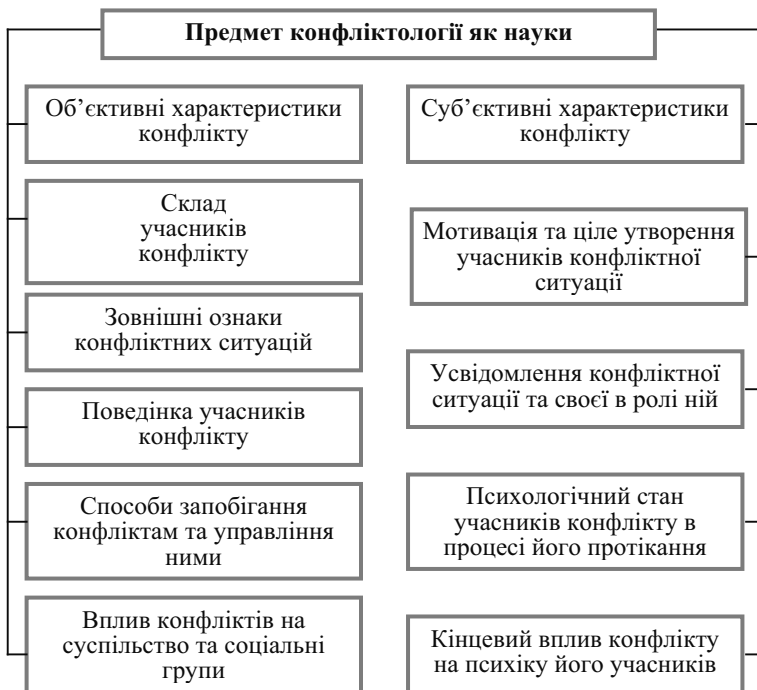 Предмет конфліктології як науки
Об’єктивні характеристики
конфлікту
Склад
учасників
конфлікту
Зовнішні ознаки
конфліктних ситуацій
Поведінка учасників
конфлікту
Способи запобігання
конфліктам та управління
ними
Вплив конфліктів на
суспільство та соціальні
групи
Суб’єктивні характеристики
конфлікту
Мотивація та ціле утворення
учасників конфліктної
ситуації
Усвідомлення конфліктної
ситуації та своєї в ролі ній
Психологічний стан
учасників конфлікту в
процесі його протікання
Кінцевий вплив конфлікту
на психіку його учасників